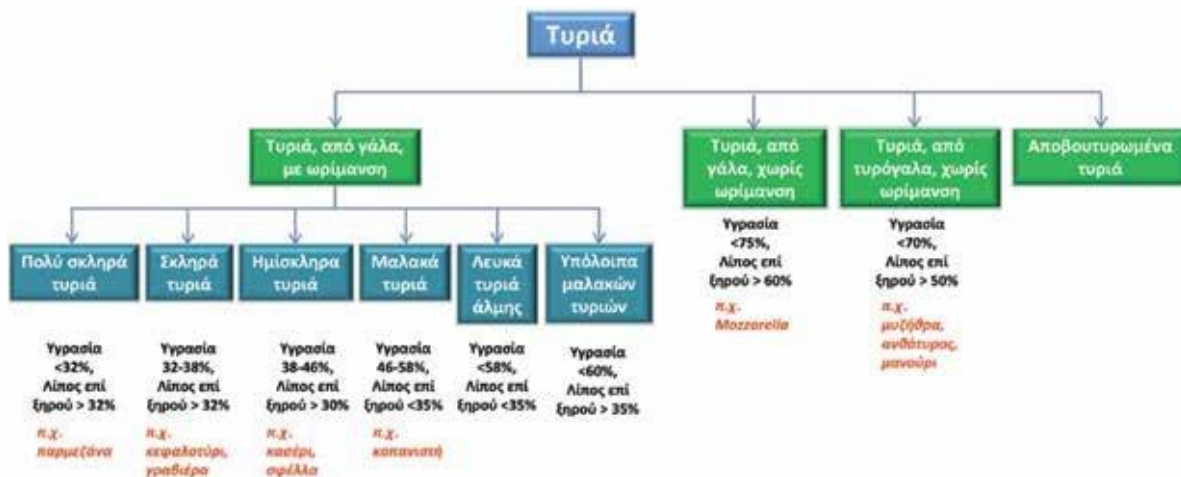 Τυριά
Τυριά, από γάλα,
με ωρίμανση
Τυριά, από
γάλα, χωρίς
ωρίμανση
Τυριά, από
τυρόγαλα, χωρίς
ωρίμανση
Αποβουτυρωμένα
τυριά
Πολύ σκληρά
τυριά
Σκληρά
τυριά
Ημίσκληρα
τυριά
Μαλακά
τυριά
Λευκά
τυριά
άλμης
Υπόλοιπα
μαλακών
τυριών
Υγρασία
<75%,
Λίπος επί
ξηρού > 60%
π.χ.
Mozzarella
Υγρασία
<70%,
Λίπος επί
ξηρού > 50%
π.χ.
μυζήθρα,
ανθότυρος,
μανούρι
Υγρασία
<32%,
Λίπος επί
ξηρού > 32%
π.χ.
παρμεζάνα
Υγρασία
32-38%,
Λίπος επί
ξηρού > 32%
π.χ.
κεφαλοτύρι,
γραβιέρα
Υγρασία
38-46%,
Λίπος επί
ξηρού > 30%
π.χ.
κασέρι,
σφέλλα
Υγρασία
46-58%,
Λίπος επί
ξηρού <35%
π.χ.
κοπανιστή
Υγρασία
<58%,
Λίπος επί
ξηρού <35%
Υγρασία
<60%,
Λίπος επί
ξηρού > 35%